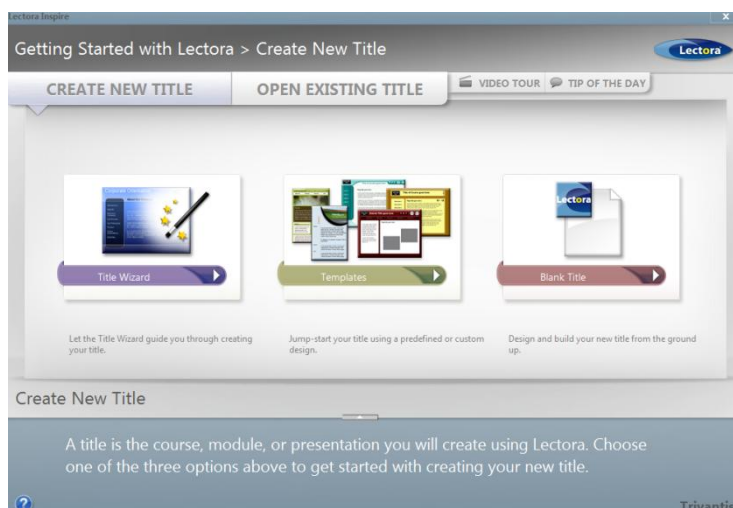 Lectora Inspire
X
Getting Started with Lectora > Create New Title
Lectora
CREATE NEW TITLE
OPEN EXISTING TITLE
VIDEO TOUR
TIP OF THE DAY
Lectora
Title Wizard
Templates
Blank Title
Let the Title Wizard guide you through creating
your title.
Jump-start your title using a predefined or custom
design.
Design and build your new title from the ground
up.
Create New Title
A title is the course, module, or presentation you will create using Lectora. Choose
one of the three options above to get started with creating your new title.
?
Trivantis